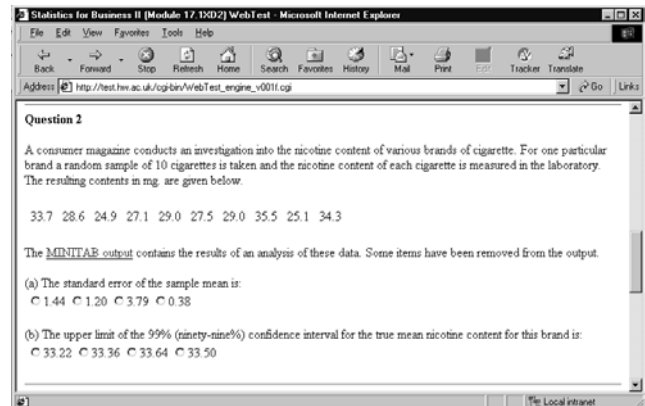 Statistics for Business II (Module 17.1XD2) WebTest - Microsoft Internet Explorer
File Edit View Favorites Tools Help
Back Forward Stop Refresh Home Search Favorites History Mail Print Edit Tracker Translate
Address http://test.hw.ac.uk/cgi-bin/WebTest_engine_v001f.cgi Go Links
Question 2
A consumer magazine conducts an investigation into the nicotine content of various brands of cigarette. For one particular
brand a random sample of 10 cigarettes is taken and the nicotine content of each cigarette is measured in the laboratory.
The resulting contents in mg. are given below.
33.7 28.6 24.9 27.1 29.0 27.5 29.0 35.5 25.1 34.3
The MINITAB output contains the results of an analysis of these data. Some items have been removed from the output.
(a) The standard error of the sample mean is:
1.44 1.20 3.79 0.38
(b) The upper limit of the 99% (ninety-nine%) confidence interval for the true mean nicotine content for this brand is:
33.22 33.36 33.64 33.50
Local intranet